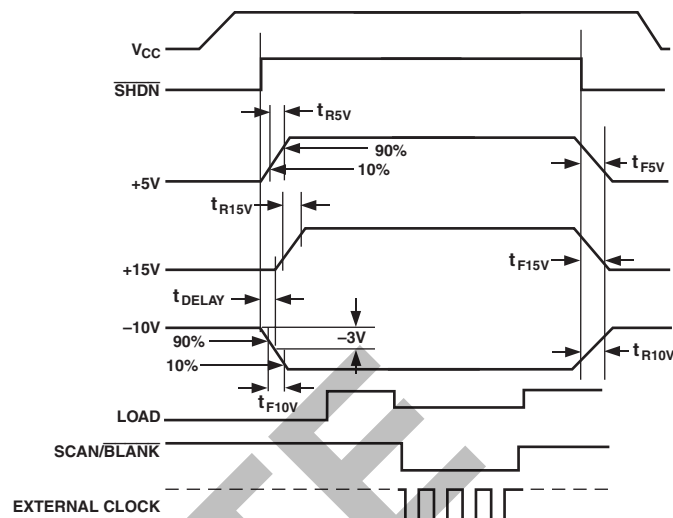 VCC
SHDN
tR5V
90%
10%
+5V
tF5V
tR15V
+15V
tF15V
tDELAY
–10V
90%
–3V
10%
tR10V
tF10V
LOAD
SCAN/BLANK
EXTERNAL CLOCK
TE